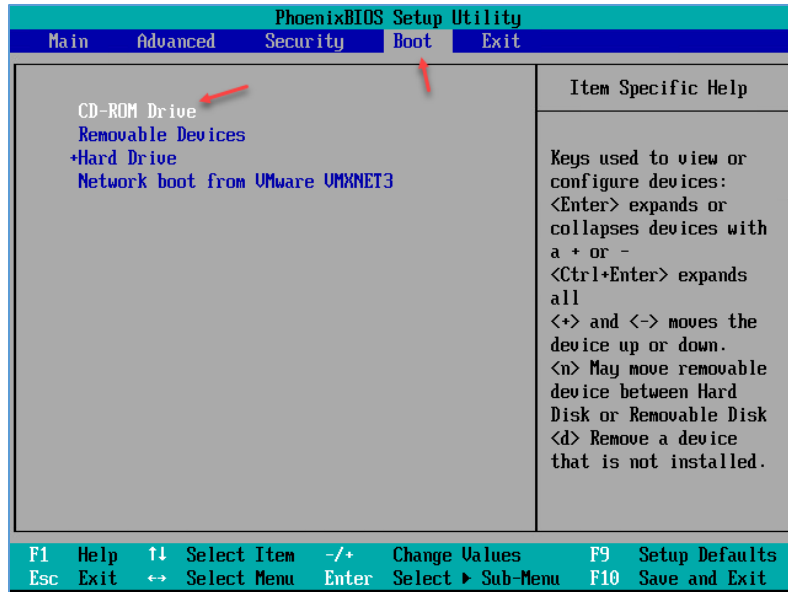 PhoenixBIOS Setup Utility
Main Advanced Security Boot Exit
CD-ROM Drive
Removable Devices
+Hard Drive
Network boot from VMware VMXNET3
Item Specific Help
Keys used to view or
configure devices:
<Enter> expands or
collapses devices with
a + or -
<Ctrl+Enter> expands
all
<+> and <-> moves the
device up or down.
<n> May move removable
device between Hard
Disk or Removable Disk
<d> Remove a device
that is not installed.
F1 Help ↑↓ Select Item -/+ Change Values F9 Setup Defaults
Esc Exit ↔ Select Menu Enter Select ▶ Sub-Menu F10 Save and Exit